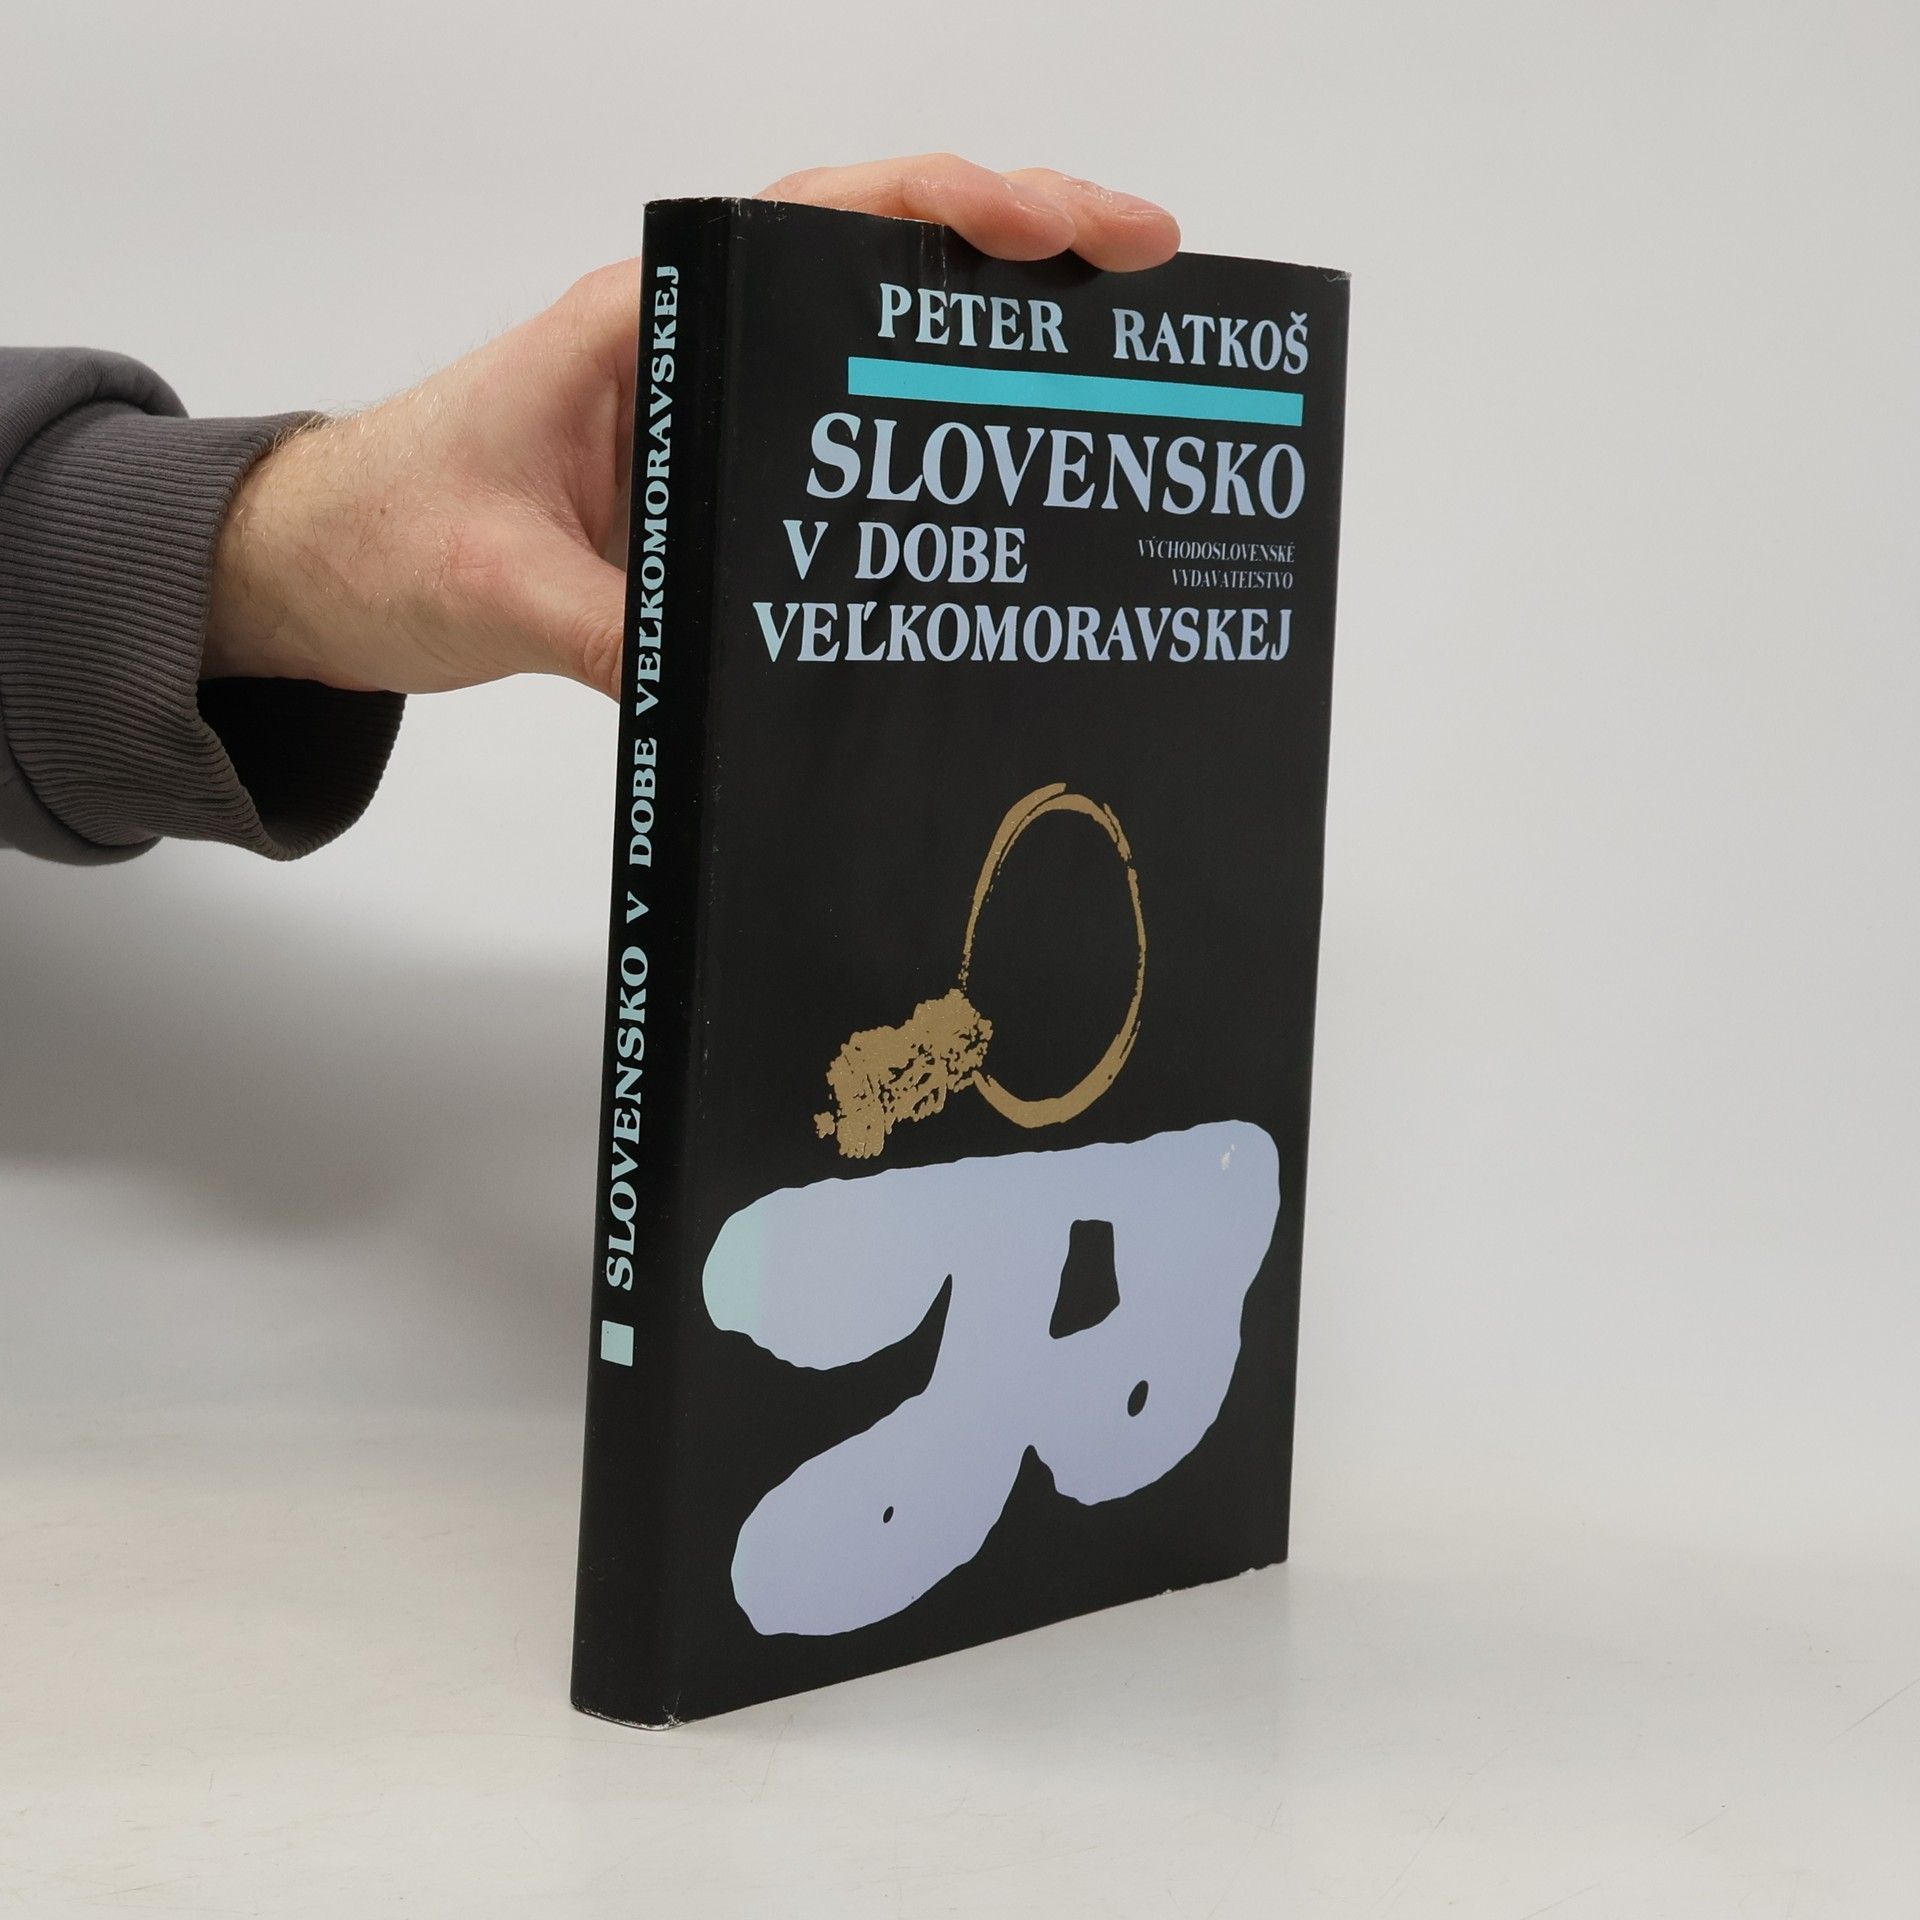 SLOVENSKO V DOBE VEĽKOMORAVSKEJ
PETER RATKOŠ
SLOVENSKO
V DOBE
VÝCHODOSLOVENSKÉ
VYDAVATEĽSTVO
VEĽKOMORAVSKEJ